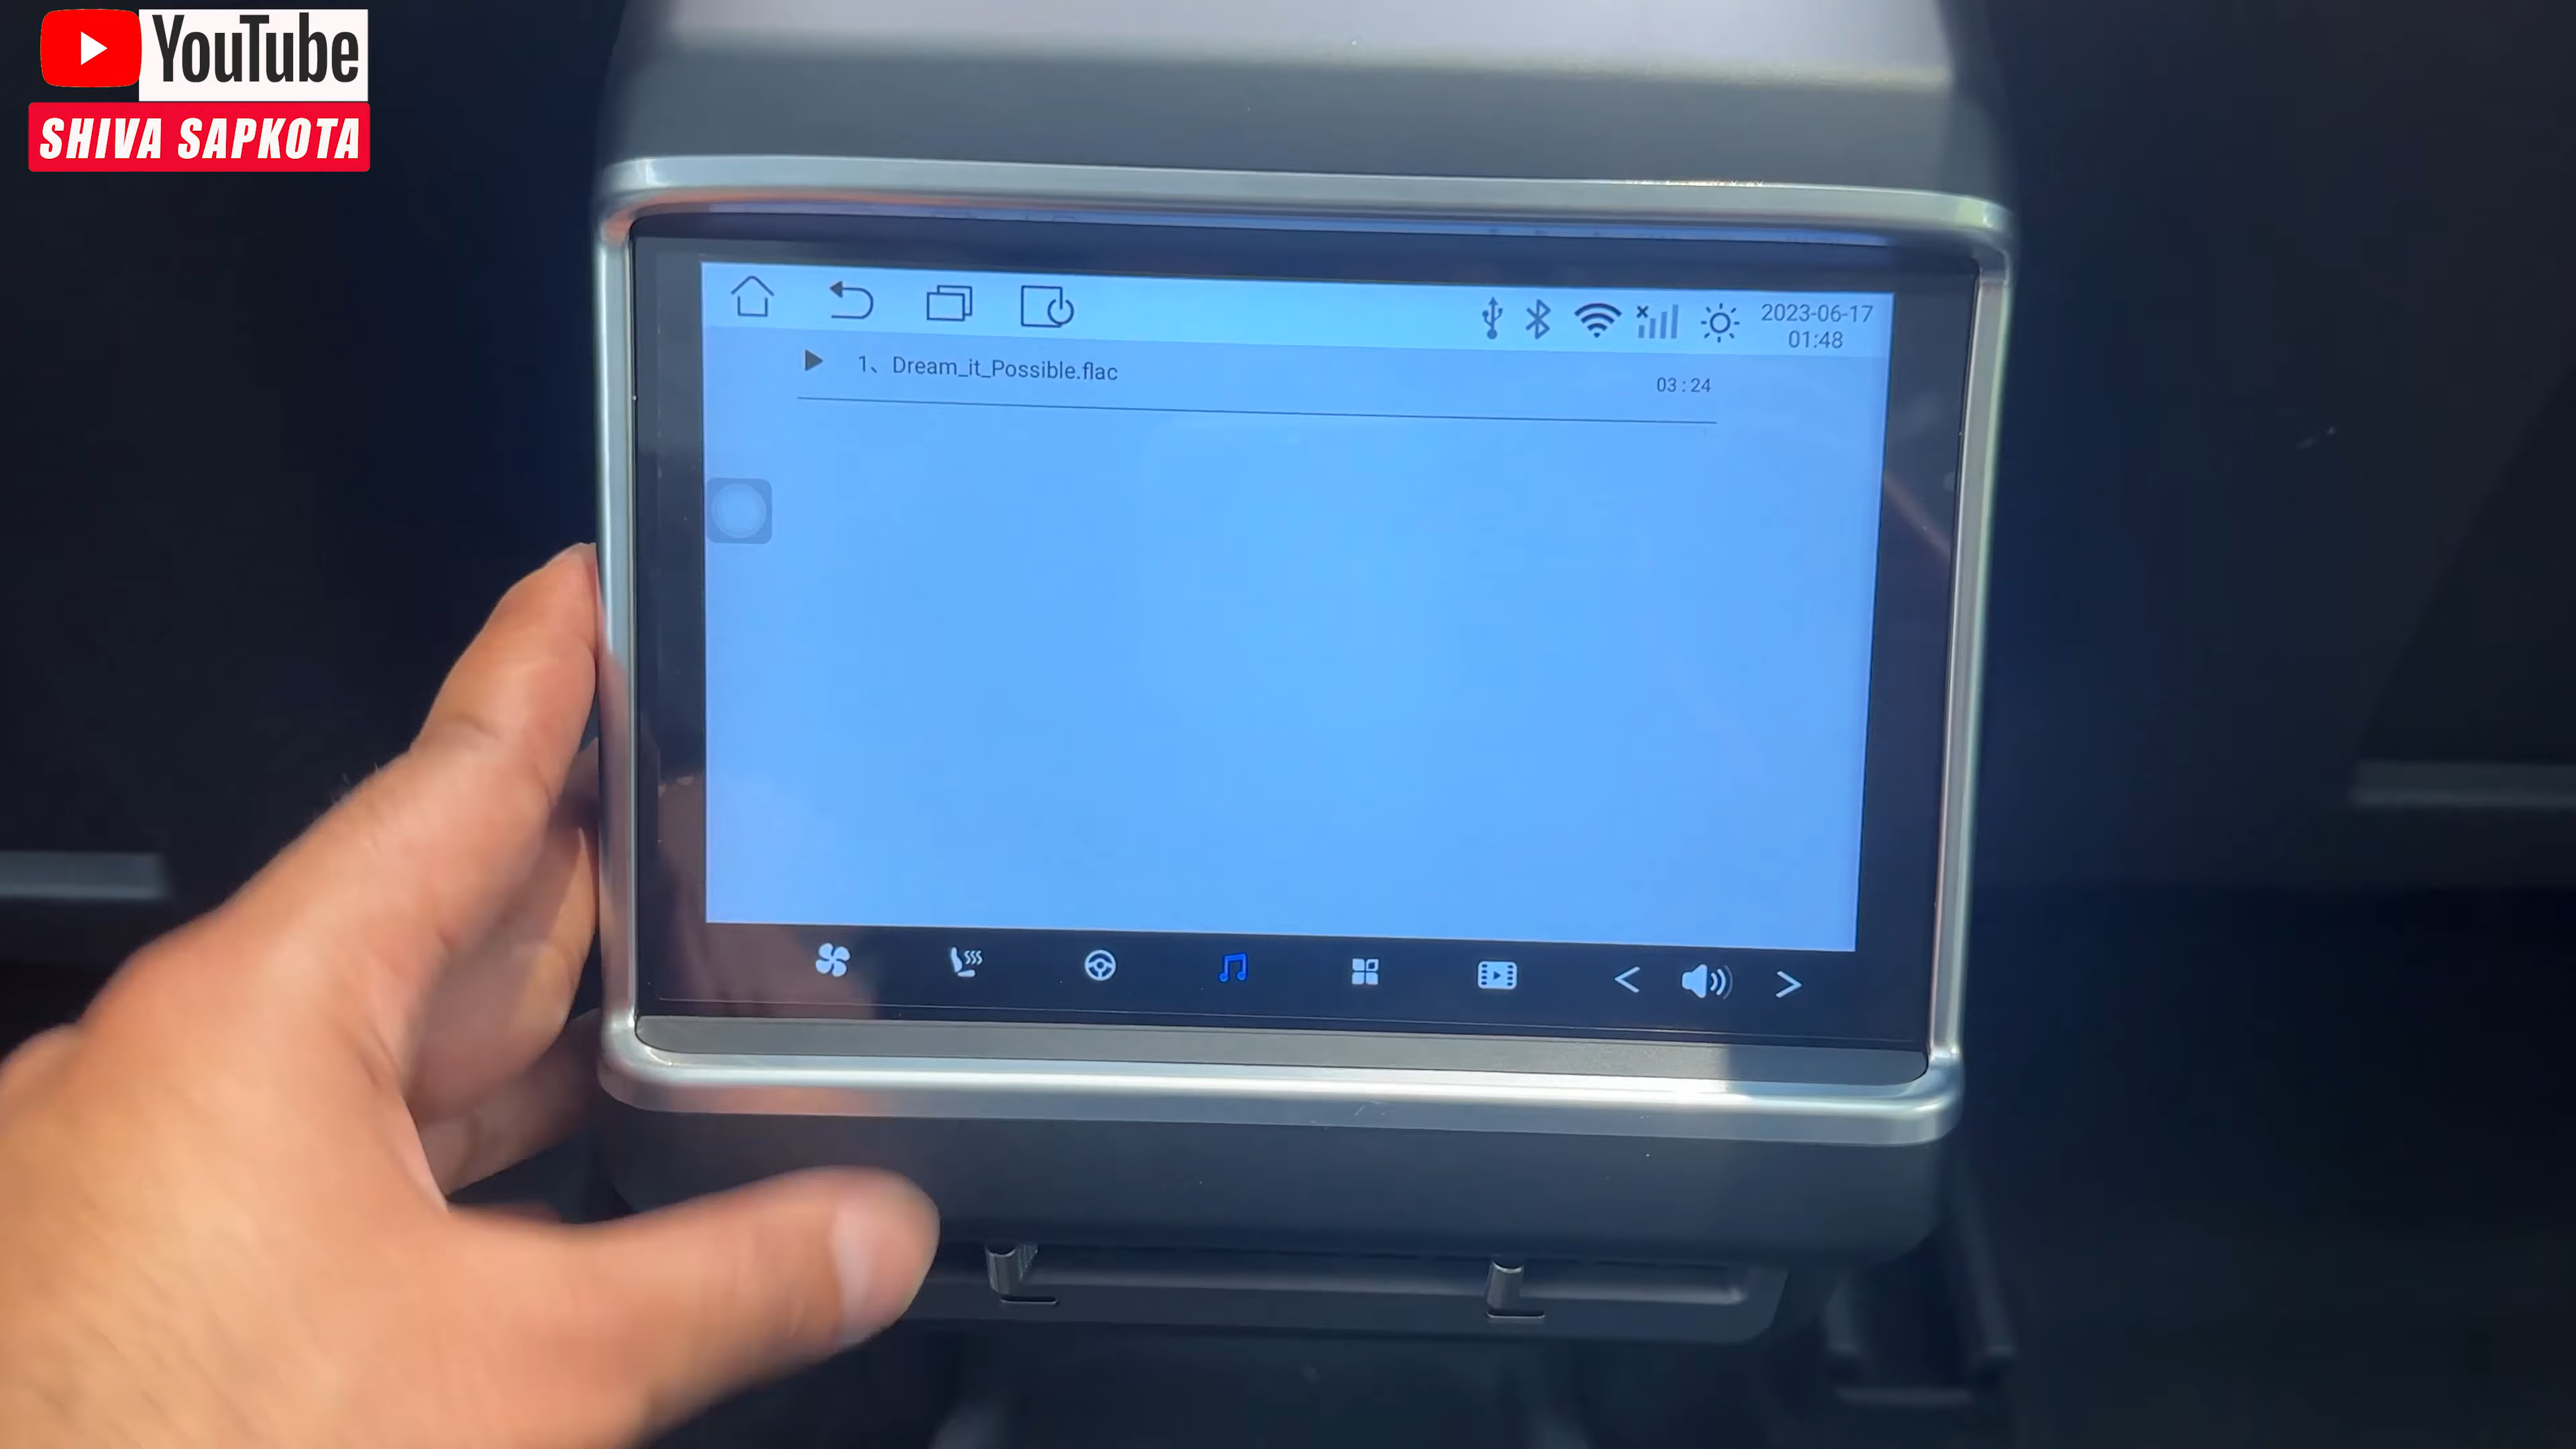 YouTube
SHIVA SAPKOTA
2023-06-17
01:48
1、Dream_it_Possible.flac
03:24